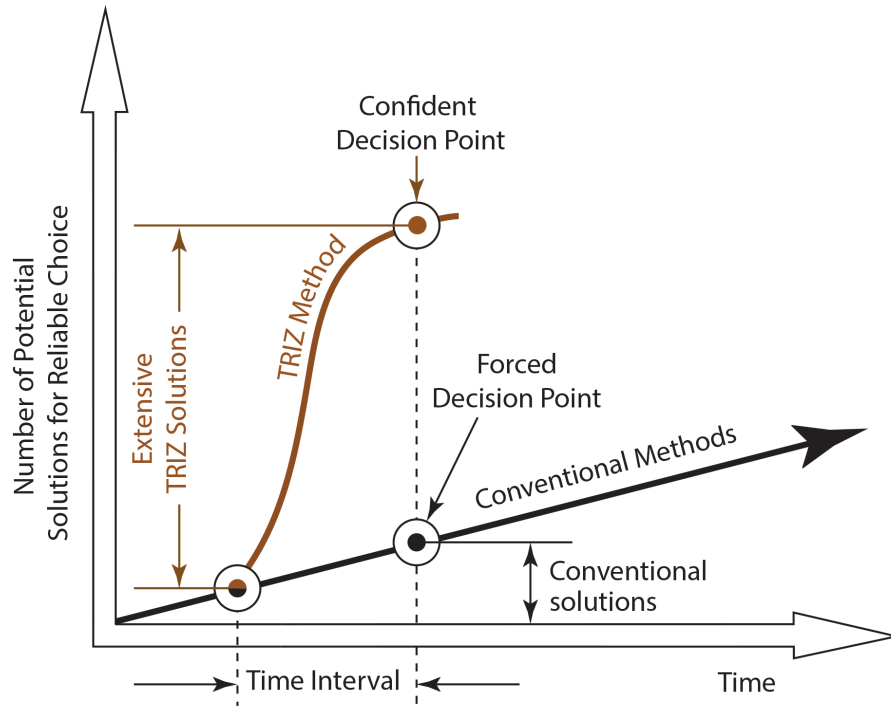 Confident
Decision Point
Number of Potential
Solutions for Reliable Choice
Extensive
TRIZ Solutions
TRIZ Method
Forced
Decision Point
Conventional Methods
Conventional
solutions
Time Interval
Time